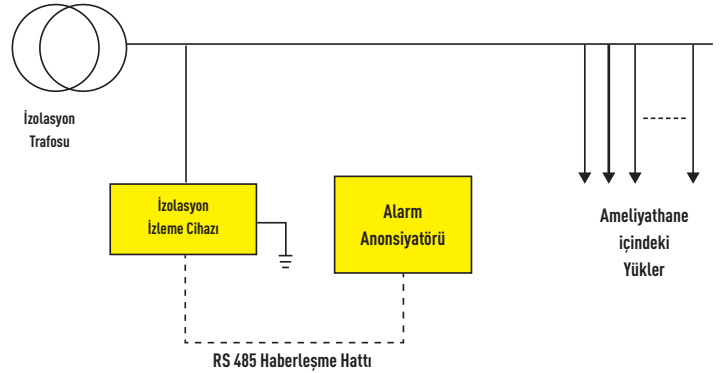 İzolasyon
Trafosu
İzolasyon
İzleme Cihazı
Alarm
Anonsiyatörü
Ameliyathane
içindeki
Yükler
RS 485 Haberleşme Hattı